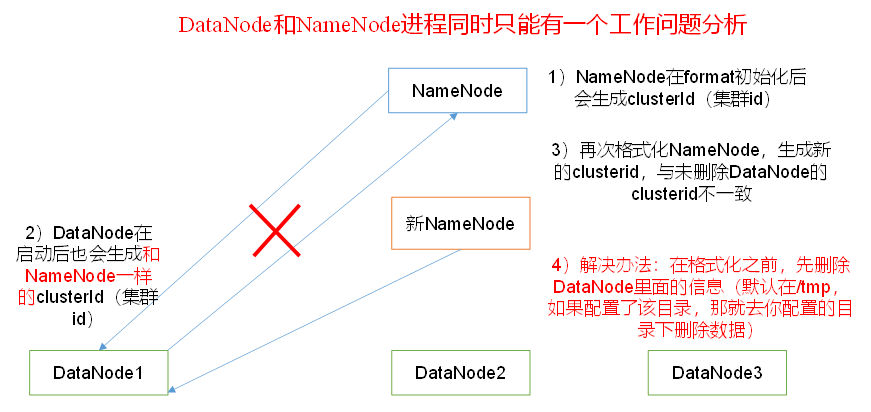 DataNode和NameNode进程同时只能有一个工作问题分析
NameNode
1）NameNode在format初始化后
会生成clusterId（集群id）
3）再次格式化NameNode，生成新
的clusterid，与未删除DataNode的
clusterid不一致
新NameNode
2）DataNode在
启动后也会生成和
NameNode一样
的clusterId（集群
id）
4）解决办法：在格式化之前，先删除
DataNode里面的信息（默认在/tmp，
如果配置了该目录，那就去你配置的目
录下删除数据）
DataNode1
DataNode2
DataNode3